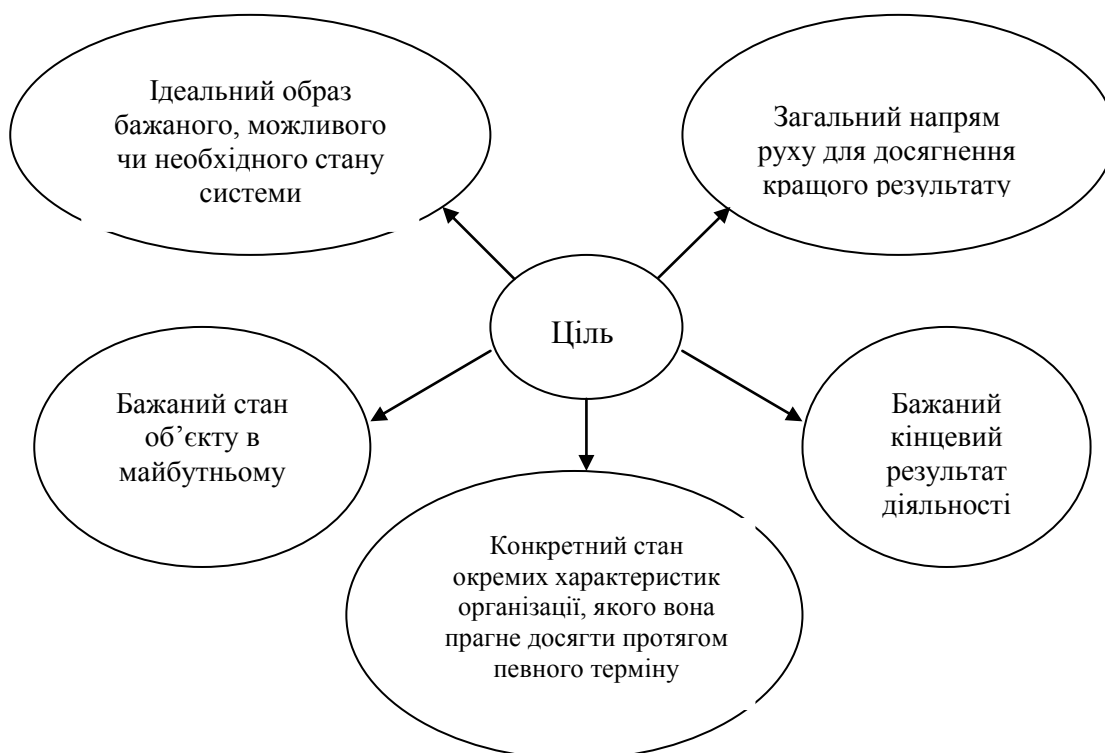 Ідеальний образ
бажаного, можливого
чи необхідного стану
системи
Загальний напрям
руху для досягнення
кращого результату
Ціль
Бажаний стан
об’єкту в
майбутньому
Бажаний
кінцевий
результат
діяльності
Конкретний стан
окремих характеристик
організації, якого вона
прагне досягти протягом
певного терміну